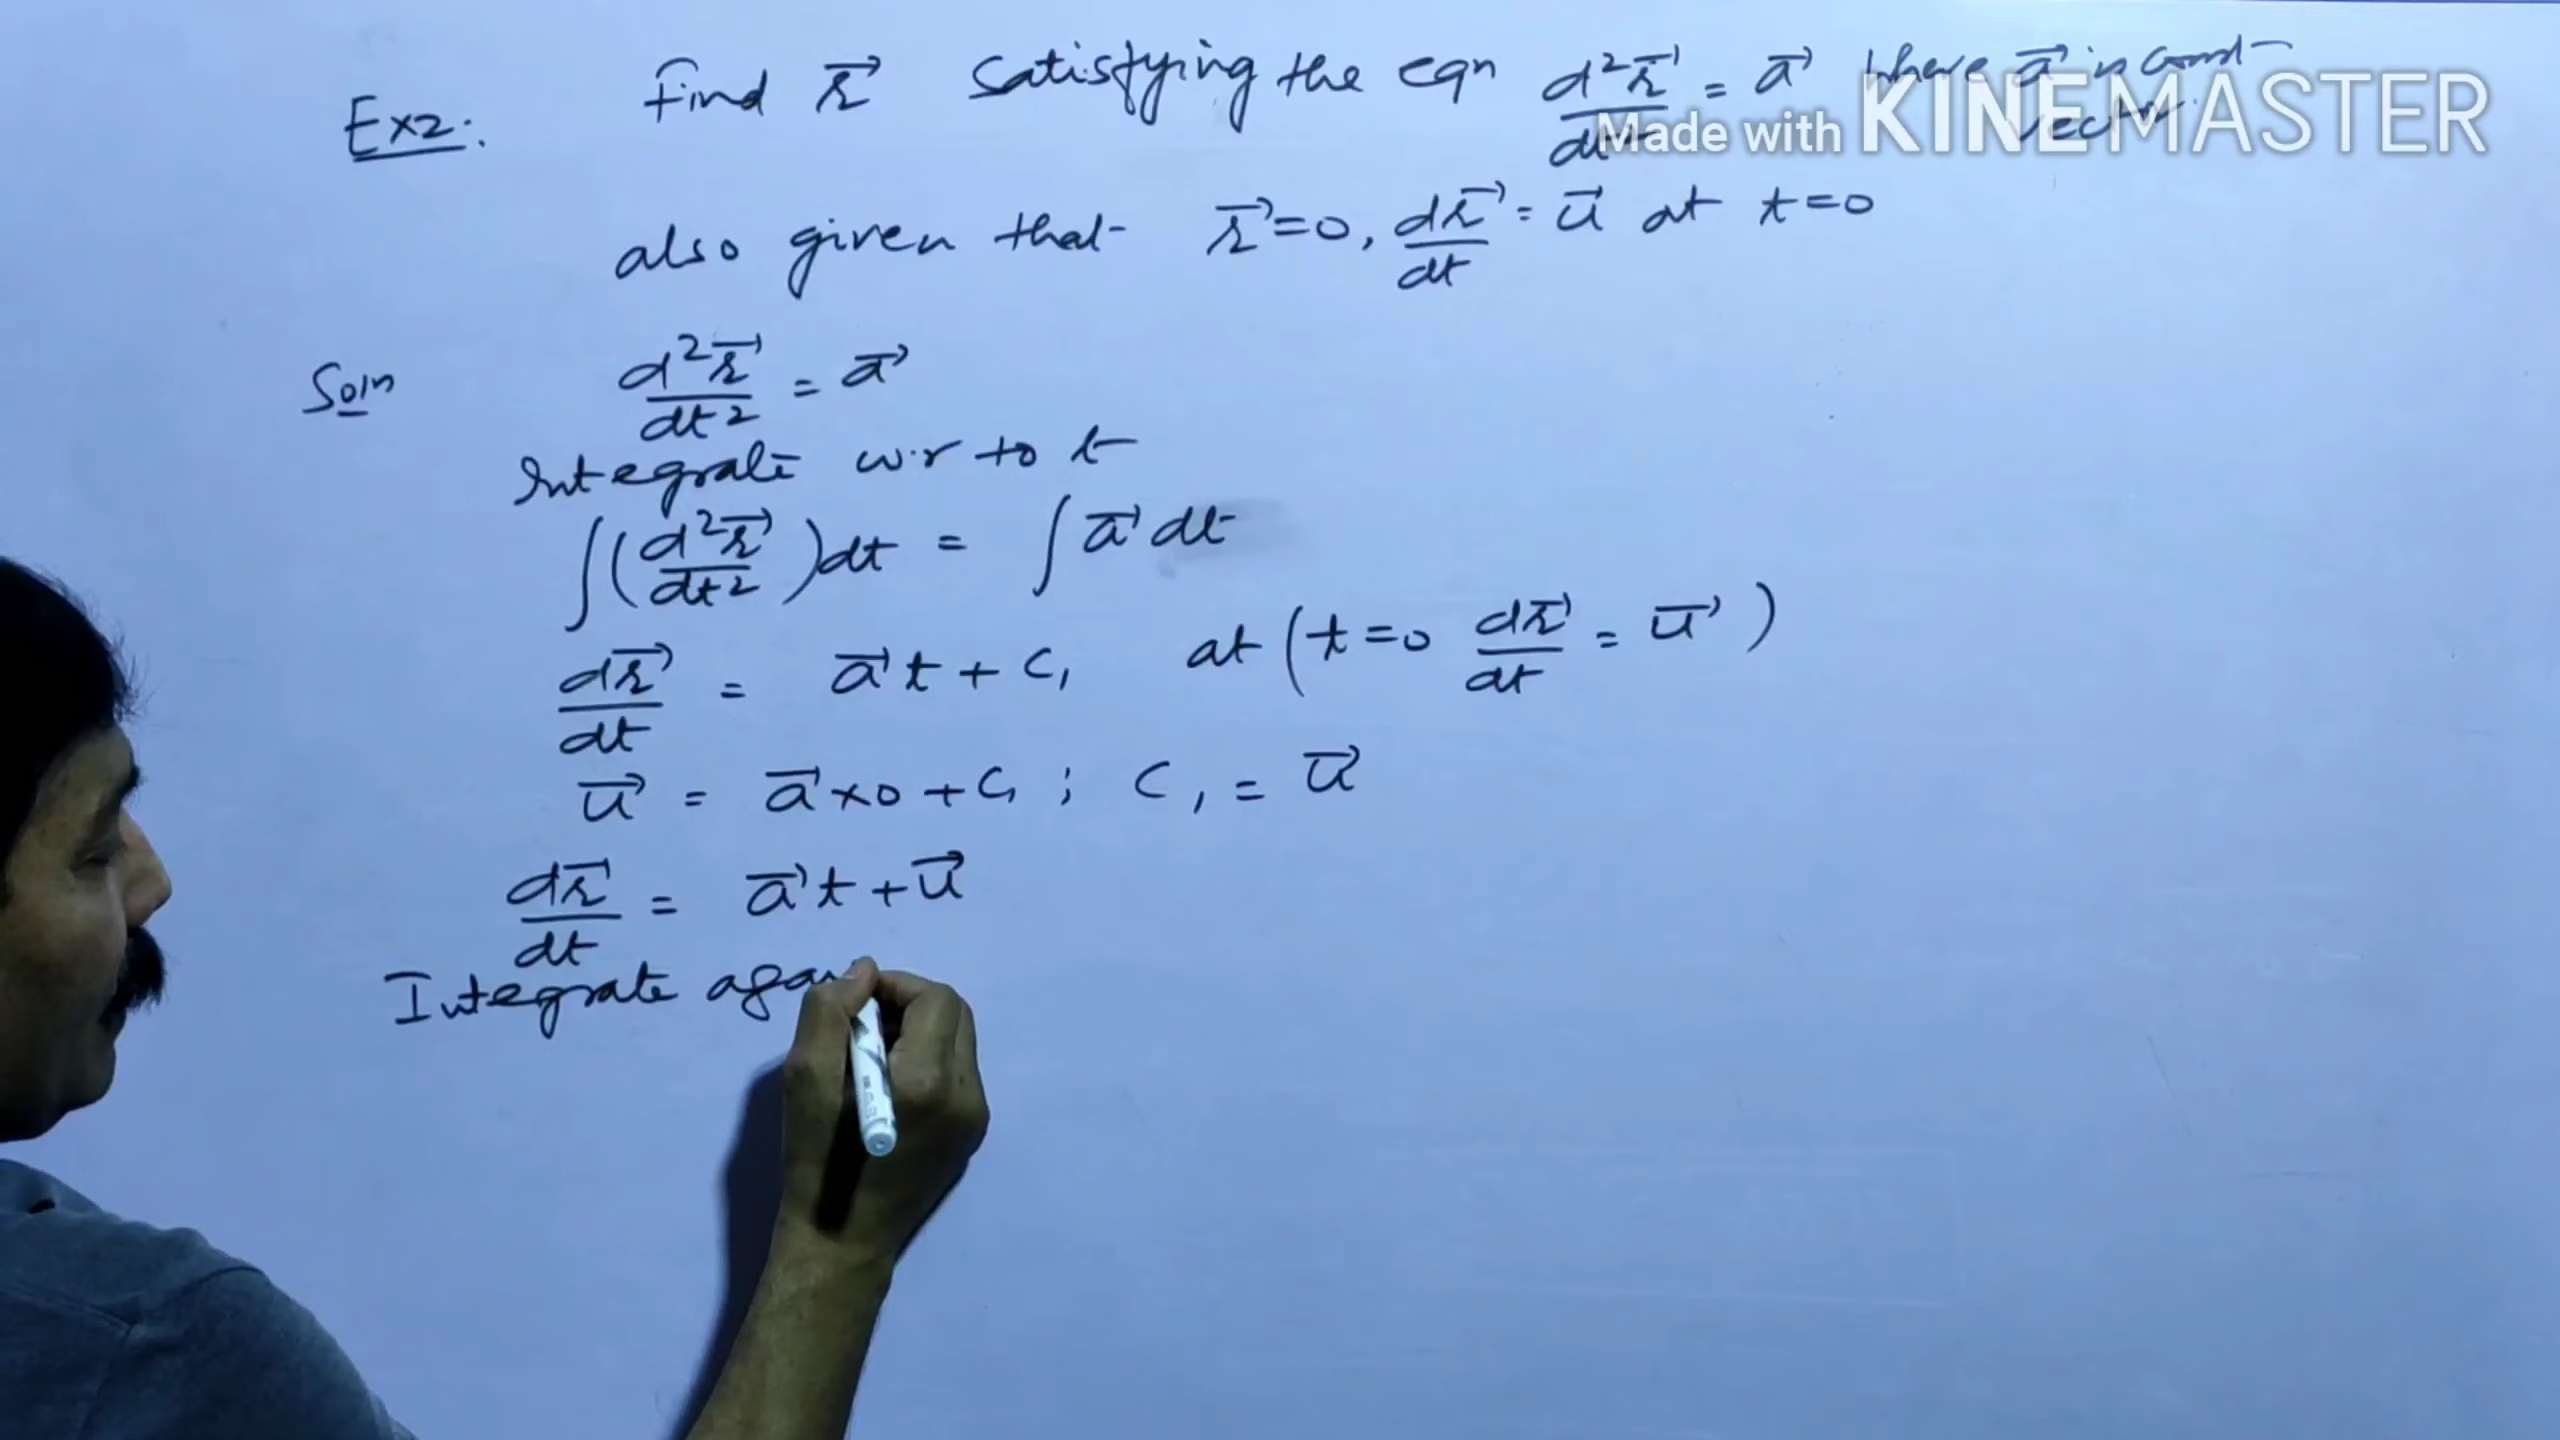 Ex2: Find r⃗ satisfying the eqn d²r⃗/dt² = a⃗ where a⃗ is const vector
Made with KINEMASTER
also given that r⃗=0, dr⃗/dt = u⃗ at t=0
Soln d²r⃗/dt² = a⃗
Integrate w.r to t
∫(d²r⃗/dt²)dt = ∫a⃗ dt
dr⃗/dt = a⃗t + C₁ at (t=0 dr⃗/dt = u⃗)
u⃗ = a⃗×0 + C₁ ; C₁ = u⃗
dr⃗/dt = a⃗t + u⃗
Integrate